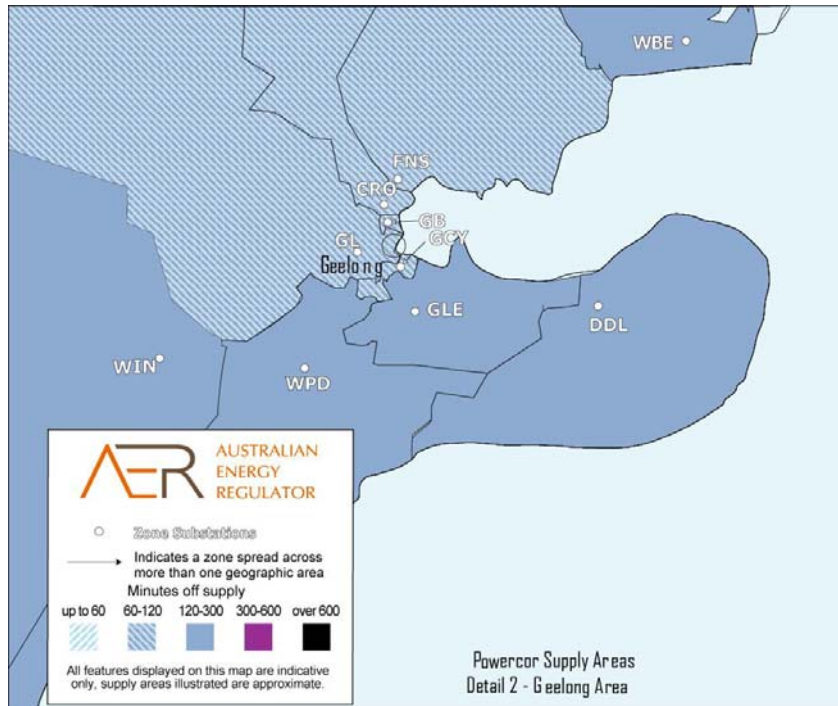 WBE
FNS
CRO
GB
GL
GCY
Geelong
GLE
DDL
WIN
WPD
AER
AUSTRALIAN
ENERGY
REGULATOR
Zone Substations
Indicates a zone spread across
more than one geographic area
Minutes off supply
up to 60 60-120 120-300 300-600 over 600
All features displayed on this map are indicative
only, supply areas illustrated are approximate.
Powercor Supply Areas
Detail 2 - Geelong Area